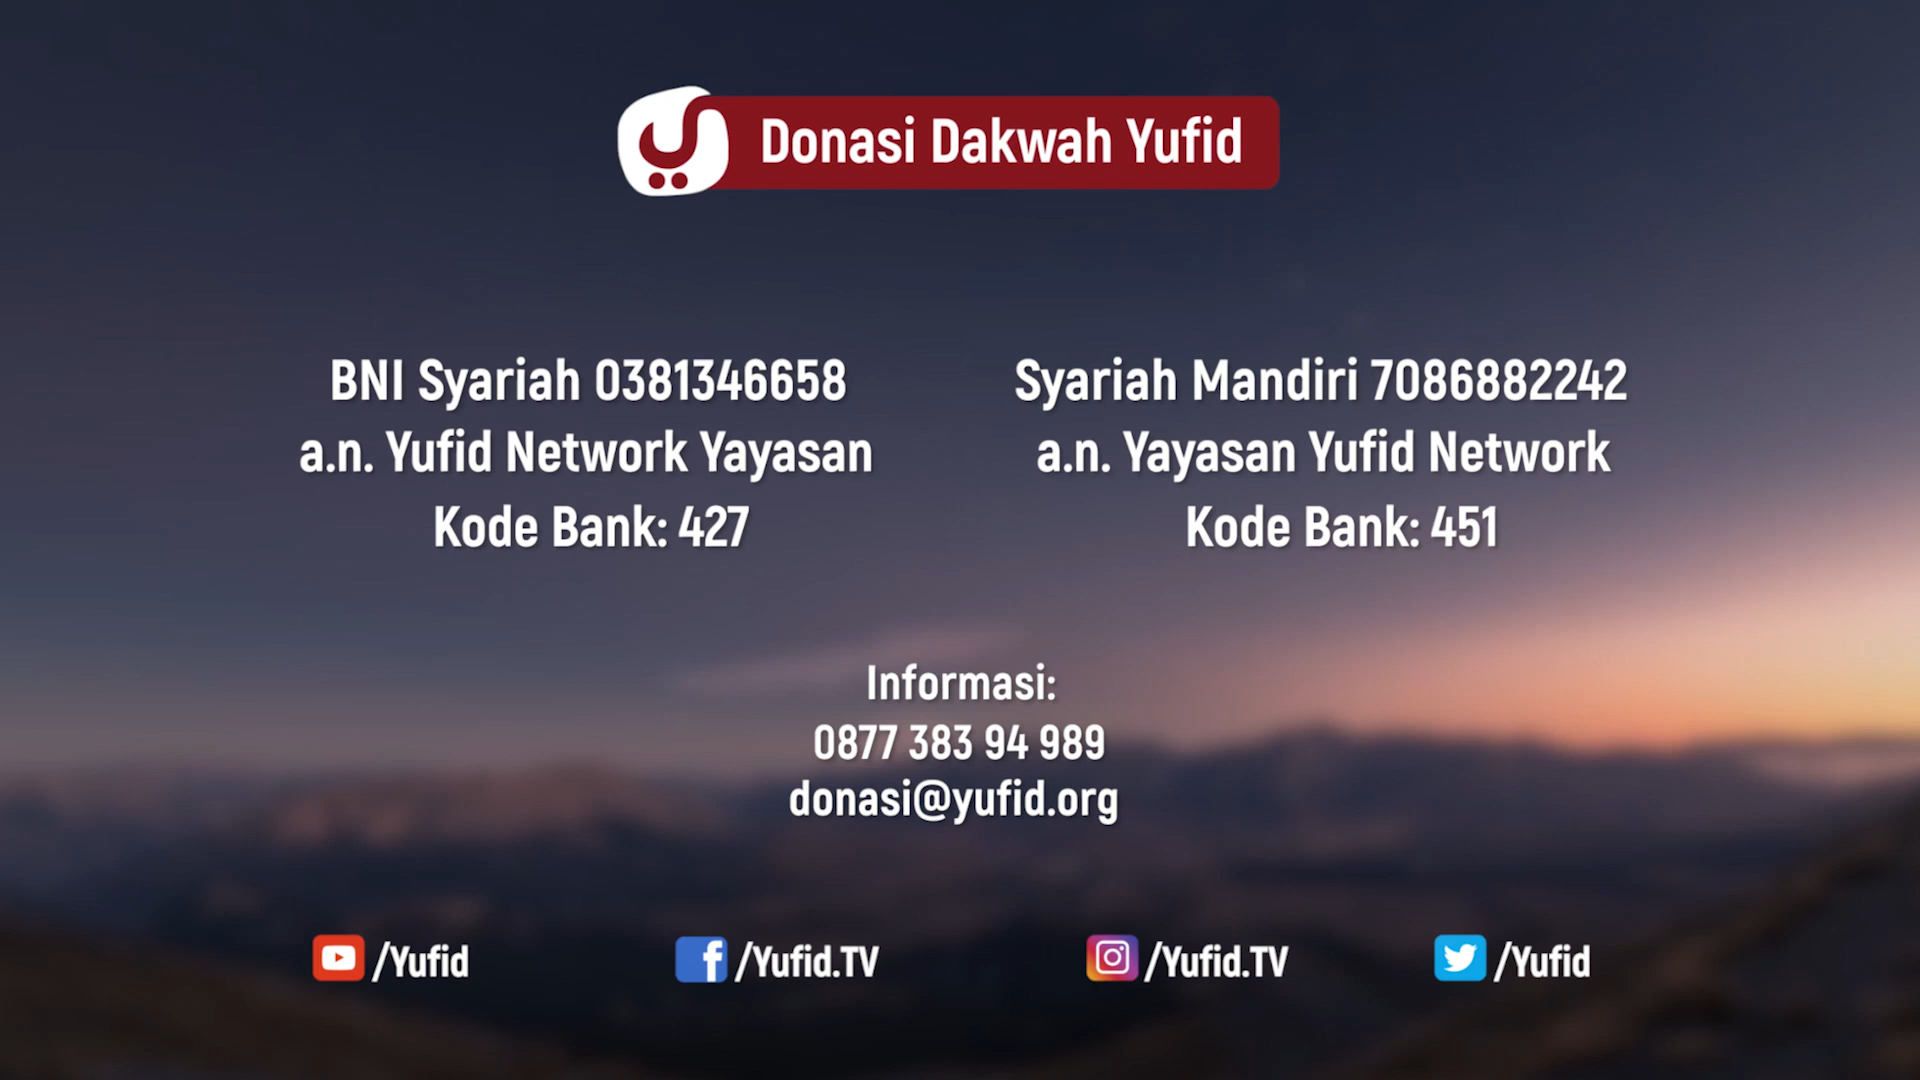 Donasi Dakwah Yufid
BNI Syariah 0381346658
a.n. Yufid Network Yayasan
Kode Bank: 427
Syariah Mandiri 7086882242
a.n. Yayasan Yufid Network
Kode Bank: 451
Informasi:
0877 383 94 989
donasi@yufid.org
/Yufid
/Yufid.TV
/Yufid.TV
/Yufid